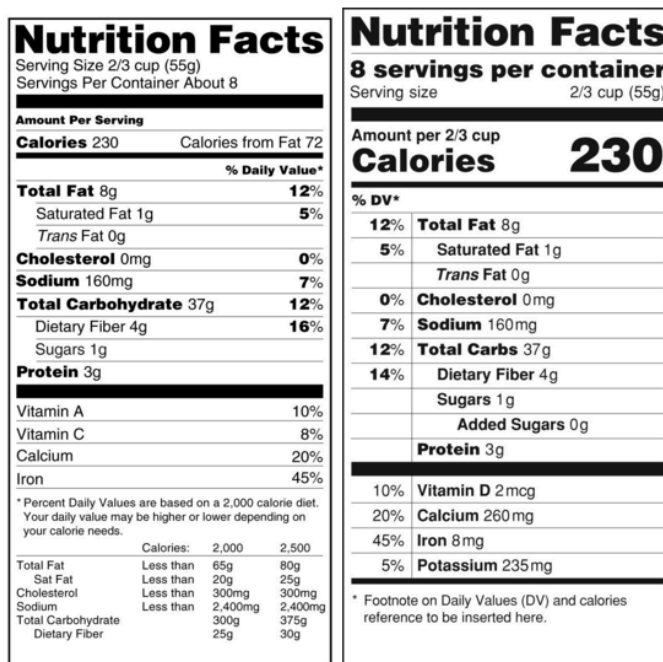 Nutrition Facts
Serving Size 2/3 cup (55g)
Servings Per Container About 8
Amount Per Serving
Calories 230 Calories from Fat 72
% Daily Value*
Total Fat 8g 12%
Saturated Fat 1g 5%
Trans Fat 0g
Cholesterol 0mg 0%
Sodium 160mg 7%
Total Carbohydrate 37g 12%
Dietary Fiber 4g 16%
Sugars 1g
Protein 3g
Vitamin A 10%
Vitamin C 8%
Calcium 20%
Iron 45%
* Percent Daily Values are based on a 2,000 calorie diet.
Your daily value may be higher or lower depending on
your calorie needs.
Calories: 2,000 2,500
Total Fat Less than 65g 80g
Sat Fat Less than 20g 25g
Cholesterol Less than 300mg 300mg
Sodium Less than 2,400mg 2,400mg
Total Carbohydrate 300g 375g
Dietary Fiber 25g 30g
Nutrition Facts
8 servings per container
Serving size 2/3 cup (55g)
Amount per 2/3 cup
Calories 230
% DV*
12% Total Fat 8g
5% Saturated Fat 1g
Trans Fat 0g
0% Cholesterol 0mg
7% Sodium 160mg
12% Total Carbs 37g
14% Dietary Fiber 4g
Sugars 1g
Added Sugars 0g
Protein 3g
10% Vitamin D 2mcg
20% Calcium 260mg
45% Iron 8mg
5% Potassium 235mg
* Footnote on Daily Values (DV) and calories
reference to be inserted here.